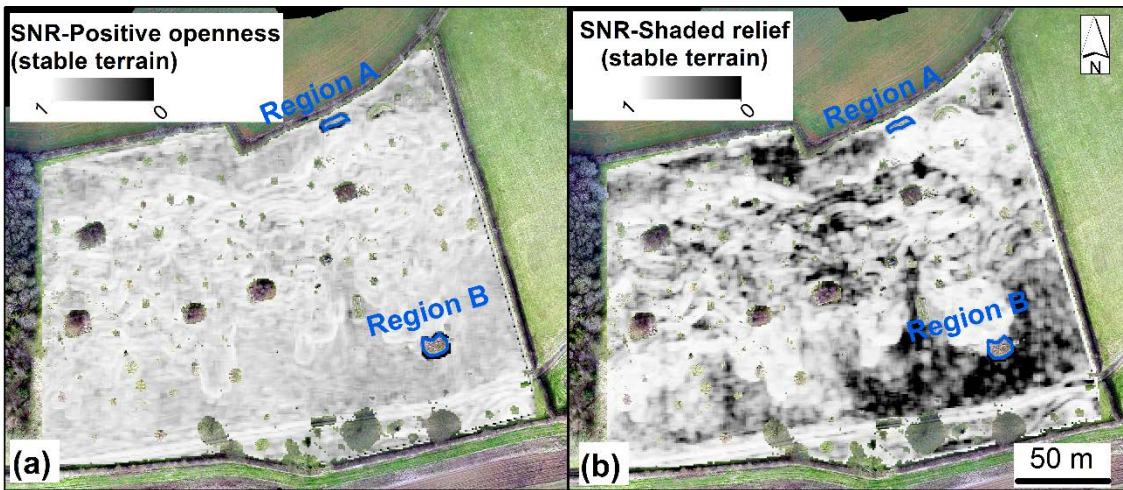 SNR-Positive openness
(stable terrain)
1 0
Region A
Region B
(a)
SNR-Shaded relief
(stable terrain)
1 0
Region A
N
Region B
(b)
50 m